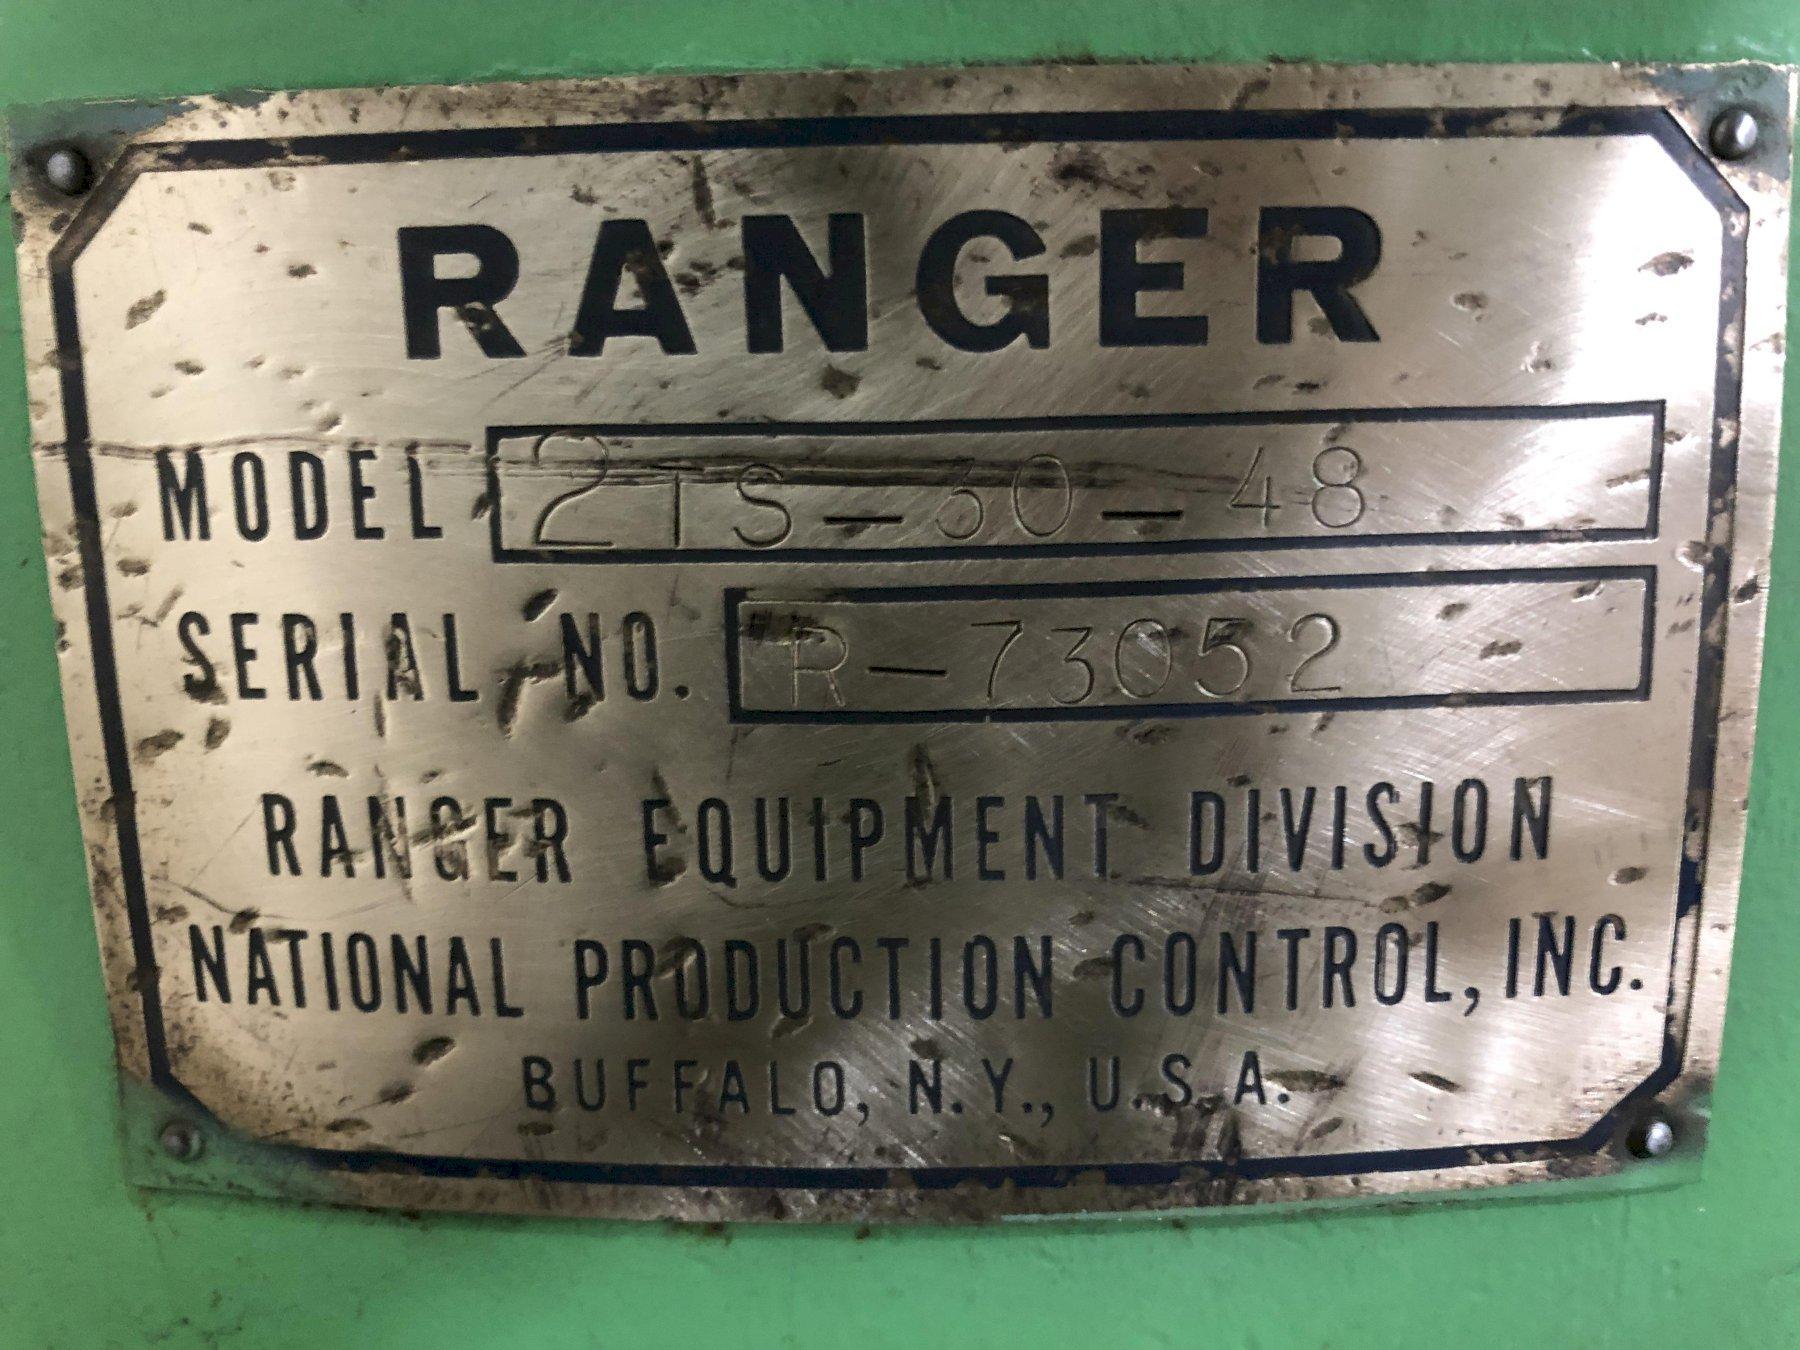 RANGER
MODEL 2TS-30-48
SERIAL NO. R-73052
RANGER EQUIPMENT DIVISION
NATIONAL PRODUCTION CONTROL, INC.
BUFFALO, N.Y., U.S.A.